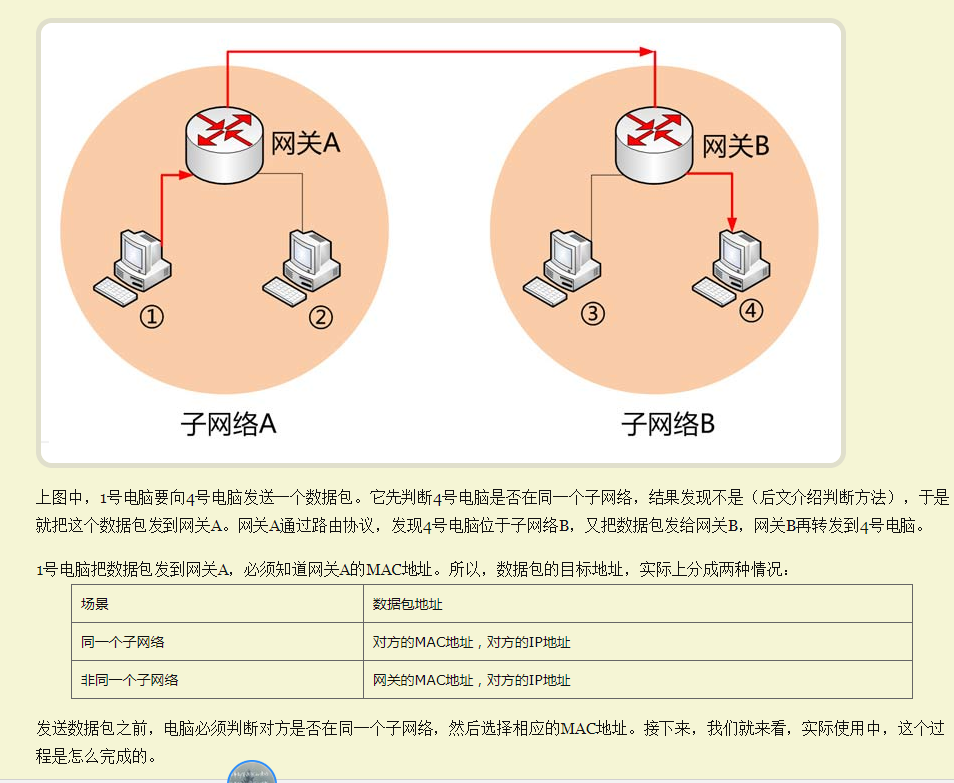 网关A
网关B
①
②
③
④
子网络A
子网络B
上图中，1号电脑要向4号电脑发送一个数据包。它先判断4号电脑是否在同一个子网络，结果发现不是（后文介绍判断方法），于是
就把这个数据包发到网关A。网关A通过路由协议，发现4号电脑位于子网络B，又把数据包发给网关B，网关B再转发到4号电脑。
1号电脑把数据包发到网关A，必须知道网关A的MAC地址。所以，数据包的目标地址，实际上分成两种情况：
场景 数据包地址
同一个子网络 对方的MAC地址，对方的IP地址
非同一个子网络 网关的MAC地址，对方的IP地址
发送数据包之前，电脑必须判断对方是否在同一个子网络，然后选择相应的MAC地址。接下来，我们就来看，实际使用中，这个过
程是怎么完成的。